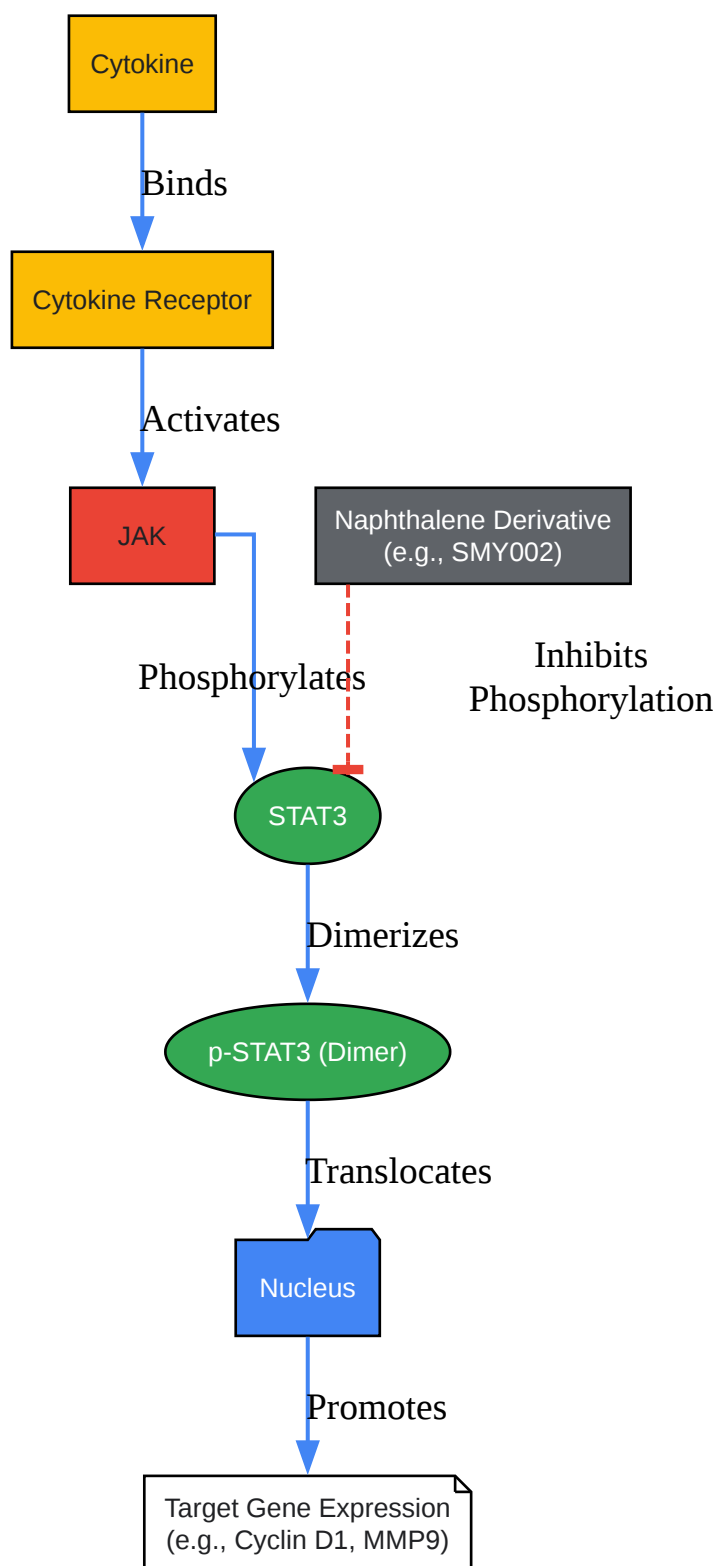 Cytokine
Binds
Cytokine Receptor
Activates
JAK
Naphthalene Derivative
(e.g., SMY002)
Phosphorylates
Inhibits
Phosphorylation
STAT3
Dimerizes
p-STAT3 (Dimer)
Translocates
Nucleus
Promotes
Target Gene Expression
(e.g., Cyclin D1, MMP9)